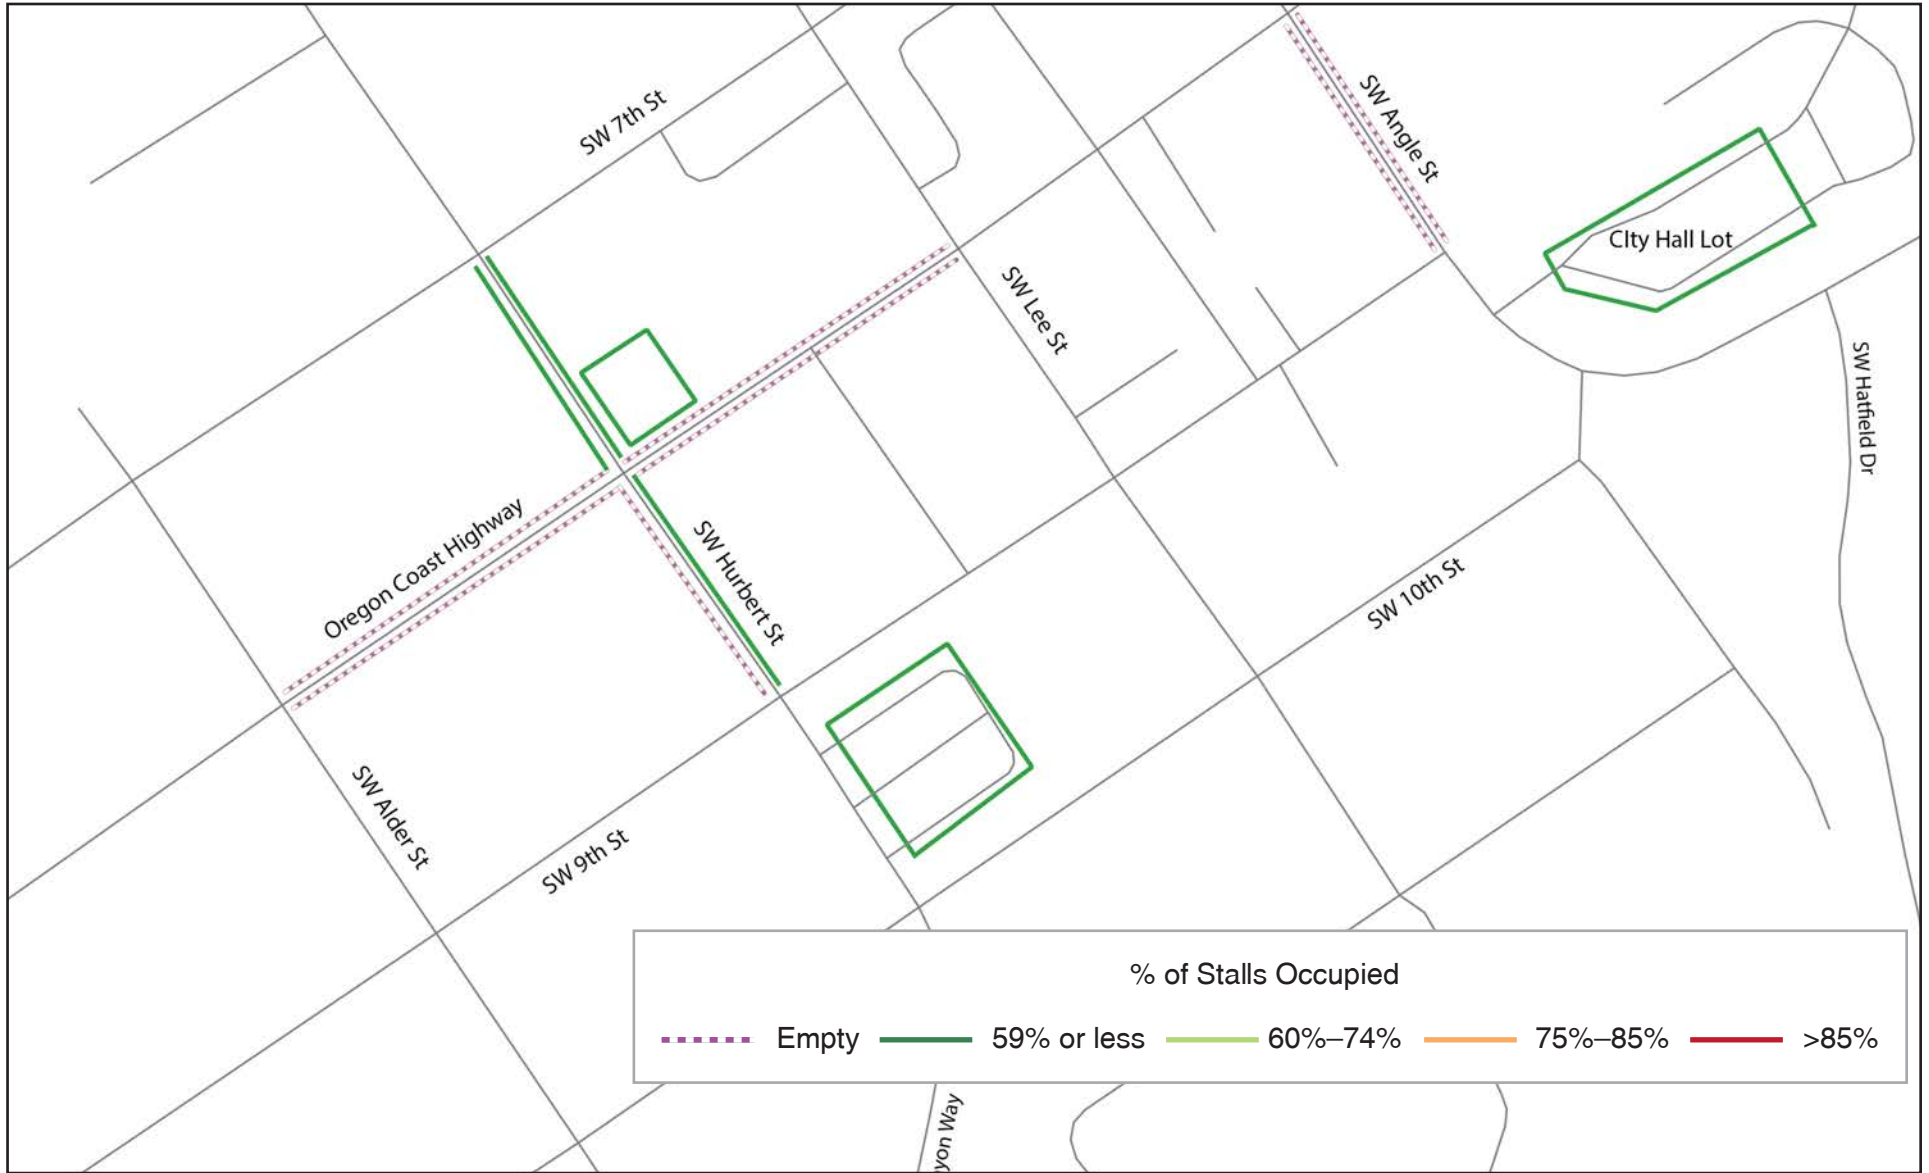 SW 7th St
SW Angle St
CIty Hall Lot
SW Lee St
SW Hatfield Dr
Oregon Coast Highway
SW Hurbert St
SW 10th St
SW Alder St
SW 9th St
% of Stalls Occupied
Empty 59% or less 60%–74% 75%–85% >85%
yon Way